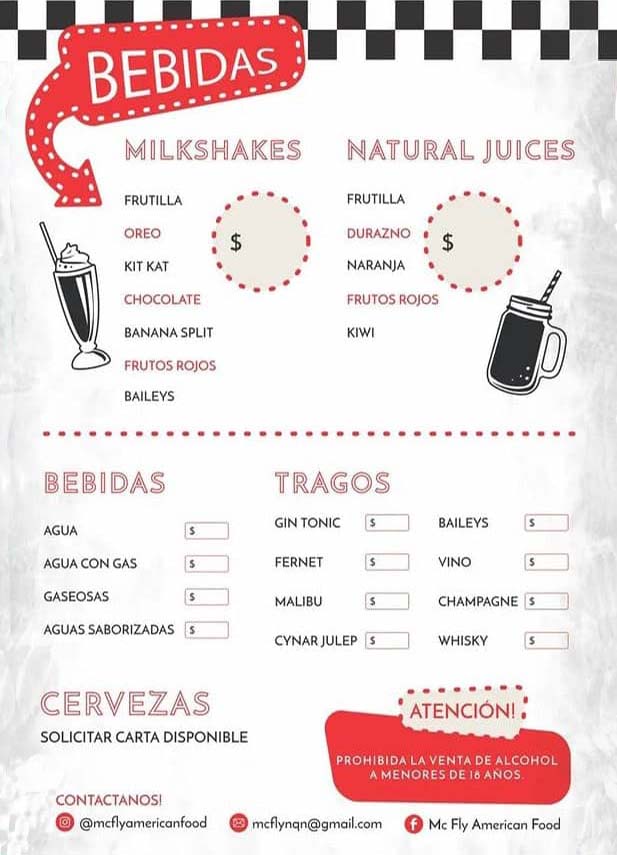 BEBIDAS
MILKSHAKES
FRUTILLA
OREO
KIT KAT
CHOCOLATE
BANANA SPLIT
FRUTOS ROJOS
BAILEYS
$
NATURAL JUICES
FRUTILLA
DURAZNO
NARANJA
FRUTOS ROJOS
KIWI
$
BEBIDAS
AGUA $
AGUA CON GAS $
GASEOSAS $
AGUAS SABORIZADAS $
TRAGOS
GIN TONIC $
FERNET $
MALIBU $
CYNAR JULEP $
BAILEYS $
VINO $
CHAMPAGNE $
WHISKY $
CERVEZAS
SOLICITAR CARTA DISPONIBLE
ATENCIÓN!
PROHIBIDA LA VENTA DE ALCOHOL
A MENORES DE 18 AÑOS.
CONTACTANOS!
@mcflyamericanfood mcflynqn@gmail.com Mc Fly American Food